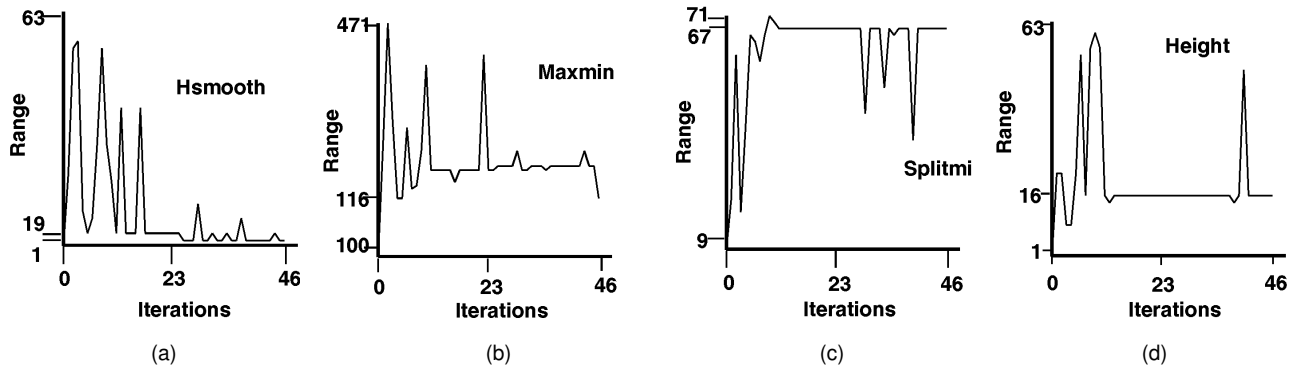 63
Hsmooth
Range
19
1
0 23 46
Iterations
(a)
471
Maxmin
Range
116
100
0 23 46
Iterations
(b)
71
67
Range
Splitmi
9
0 23 46
Iterations
(c)
63
Height
Range
16
1
0 23 46
Iterations
(d)